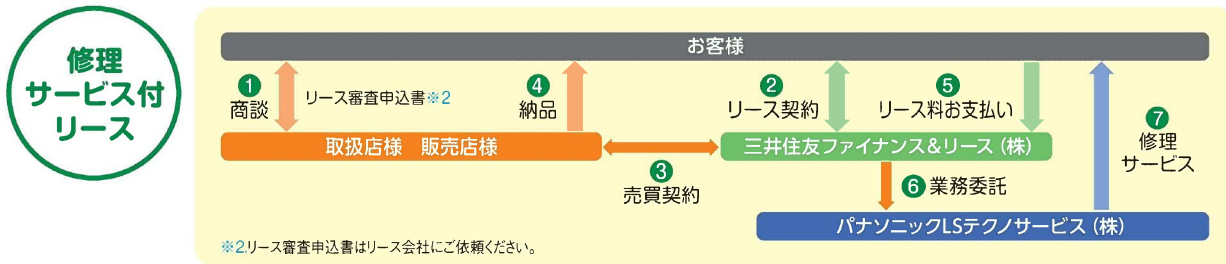 修理
サービス付
リース
お客様
1
商談
リース審査申込書※2
4
納品
2
リース契約
5
リース料お支払い
7
修理
サービス
取扱店様 販売店様
三井住友ファイナンス&リース(株)
3
売買契約
6 業務委託
パナソニックLSテクノサービス(株)
※2.リース審査申込書はリース会社にご依頼ください。